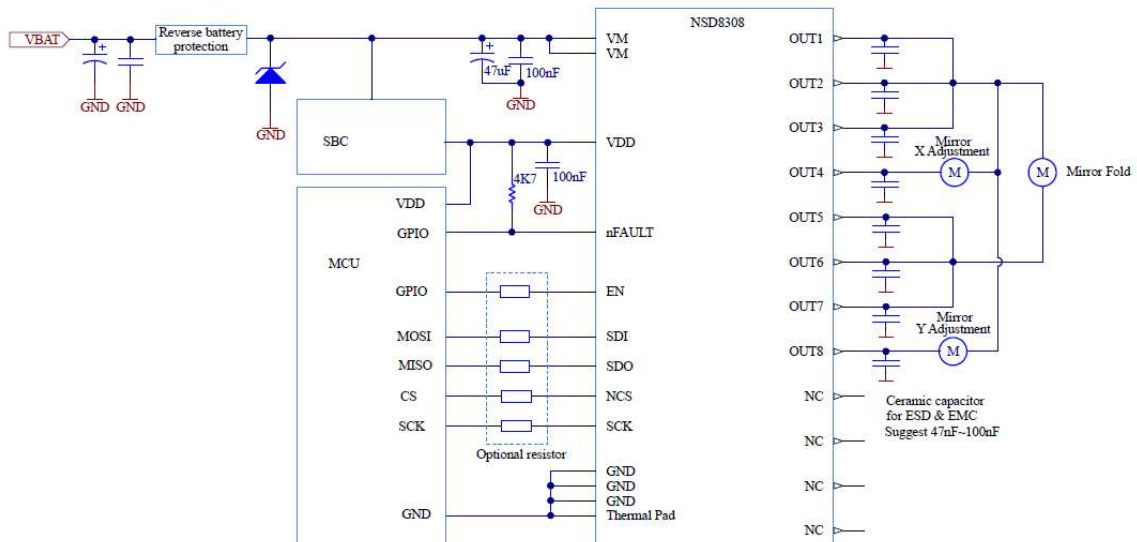 NSD8308
VBAT
Reverse battery
protection
GND
GND
GND
47uF
100nF
GND
VM
VM
OUT1
OUT2
OUT3
OUT4
OUT5
OUT6
OUT7
OUT8
NC
NC
NC
NC
SBC
VDD
4K7
100nF
GND
VDD
GPIO
nFAULT
MCU
GPIO
EN
MOSI
SDI
MISO
SDO
CS
NCS
SCK
SCK
Optional resistor
GND
GND
GND
GND
Thermal Pad
Mirror
X Adjustment
M
M
Mirror Fold
Mirror
Y Adjustment
M
Ceramic capacitor
for ESD & EMC
Suggest 47nF~100nF